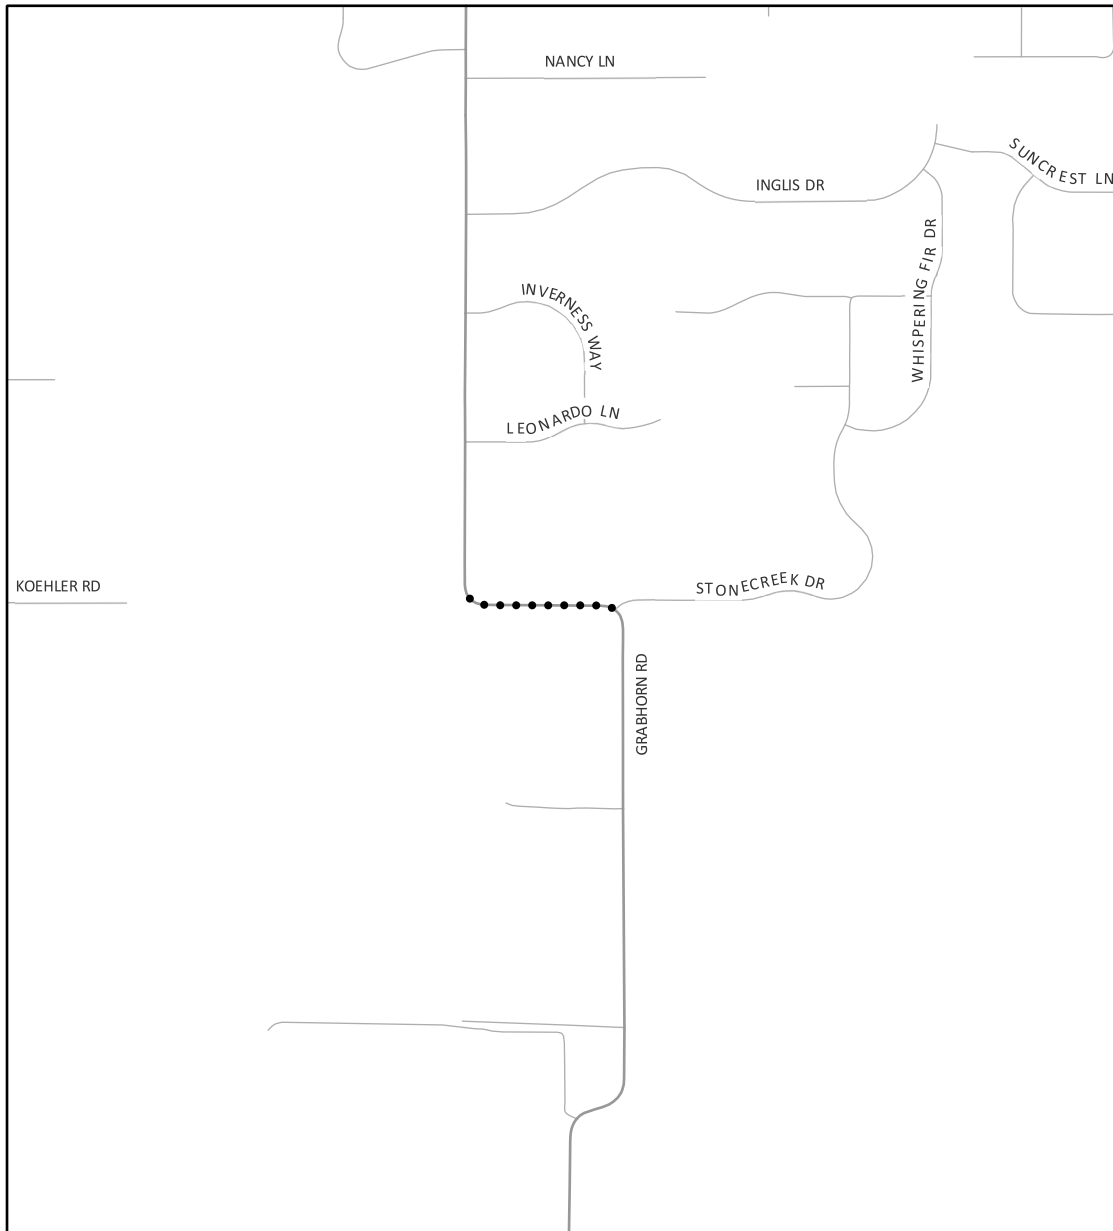 NANCY LN
SUNCREST LN
INGLIS DR
WHISPERING FIR DR
INVERNESS WAY
LEONARDO LN
KOEHLER RD
STONECREEK DR
GRABHORN RD